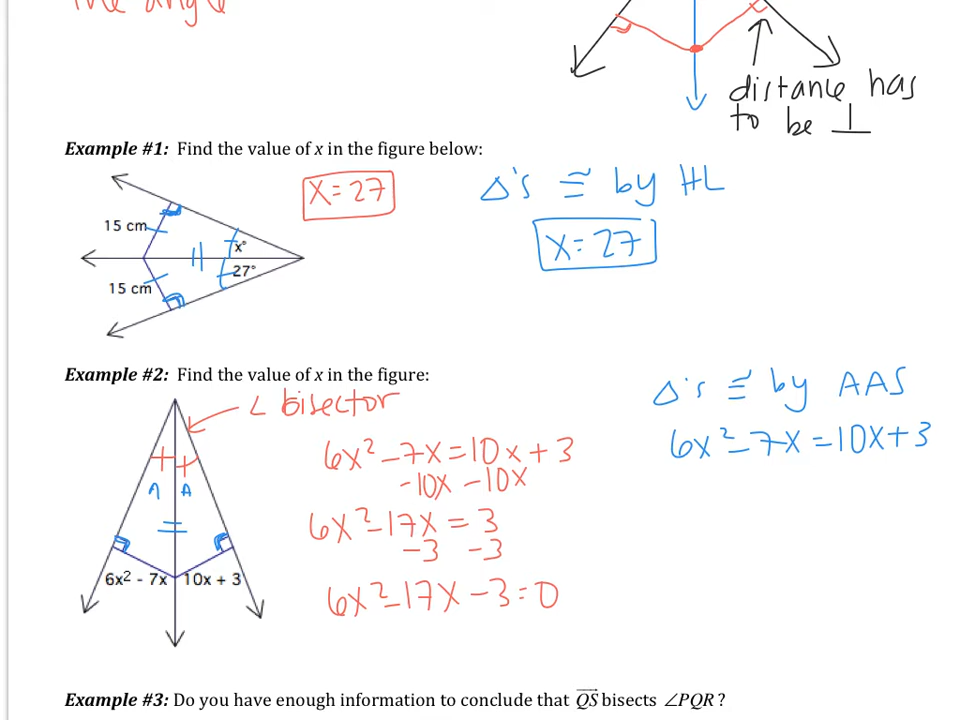 the angle
distance has
to be ⊥
Example #1: Find the value of x in the figure below:
15 cm
x°
27°
15 cm
X = 27
Δ's ≅ by HL
X = 27
Example #2: Find the value of x in the figure:
∠ bisector
A A
6x² - 7x
10x + 3
6x² - 7x = 10x + 3
-10x -10x
6x² - 17x = 3
-3 -3
6x² - 17x - 3 = 0
Δ's ≅ by AAS
6x² - 7x = 10x + 3
Example #3: Do you have enough information to conclude that QS bisects ∠PQR?